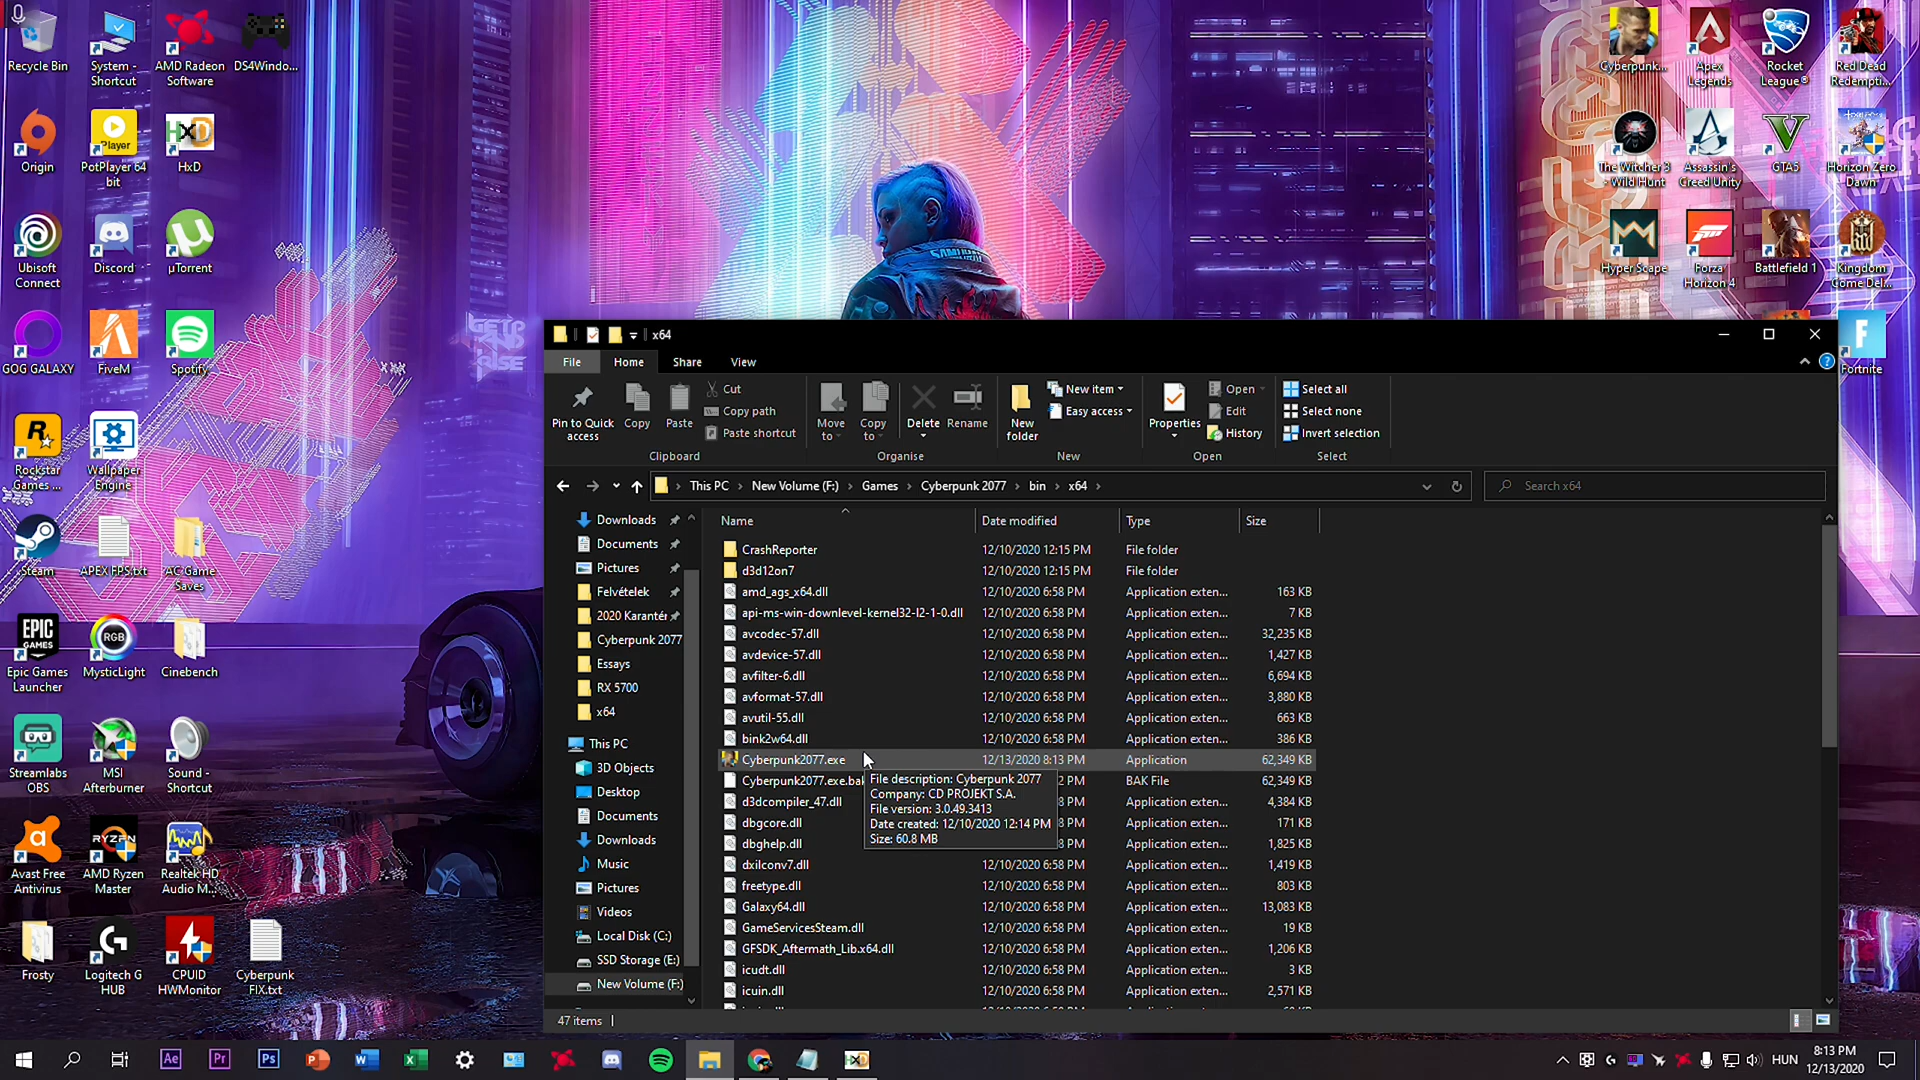 Recycle Bin
System -
Shortcut
AMD Radeon
Software
DS4Windo...
Origin
PotPlayer 64
bit
HxD
Ubisoft
Connect
Discord
µTorrent
GOG GALAXY
FiveM
Spotify
Rockstar
Games ...
Wallpaper
Engine
Steam
APEX FPS.txt
AC Game
Saves
Epic Games
Launcher
MysticLight
Cinebench
Streamlabs
OBS
MSI
Afterburner
Sound -
Shortcut
Avast Free
Antivirus
AMD Ryzen
Master
Realtek HD
Audio M...
Frosty
Logitech G
HUB
CPUID
HWMonitor
Cyberpunk
FIX.txt
Cyberpunk...
Apex
Legends
Rocket
League®
Red Dead
Redempti...
The Witcher 3
- Wild Hunt
Assassin's
Creed Unity
GTA5
Horizon Zero
Dawn
Hyper Scape
Forza
Horizon 4
Battlefield 1
Kingdom
Come Del...
Fortnite
SAMURAI
x64
File
Home
Share
View
Pin to Quick
access
Copy
Paste
Cut
Copy path
Paste shortcut
Clipboard
Move
to
Copy
to
Delete
Rename
Organise
New
folder
New item
Easy access
New
Properties
Open
Edit
History
Open
Select all
Select none
Invert selection
Select
This PC > New Volume (F:) > Games > Cyberpunk 2077 > bin > x64 >
Search x64
Downloads
Documents
Pictures
Felvételek
2020 Karantér
Cyberpunk 2077
Essays
RX 5700
x64
This PC
3D Objects
Desktop
Documents
Downloads
Music
Pictures
Videos
Local Disk (C:)
SSD Storage (E:)
New Volume (F:)
Name Date modified Type Size
CrashReporter 12/10/2020 12:15 PM File folder
d3d12on7 12/10/2020 12:15 PM File folder
amd_ags_x64.dll 12/10/2020 6:58 PM Application exten... 163 KB
api-ms-win-downlevel-kernel32-l2-1-0.dll 12/10/2020 6:58 PM Application exten... 7 KB
avcodec-57.dll 12/10/2020 6:58 PM Application exten... 32,235 KB
avdevice-57.dll 12/10/2020 6:58 PM Application exten... 1,427 KB
avfilter-6.dll 12/10/2020 6:58 PM Application exten... 6,694 KB
avformat-57.dll 12/10/2020 6:58 PM Application exten... 3,880 KB
avutil-55.dll 12/10/2020 6:58 PM Application exten... 663 KB
bink2w64.dll 12/10/2020 6:58 PM Application exten... 386 KB
Cyberpunk2077.exe 12/13/2020 8:13 PM Application 62,349 KB
Cyberpunk2077.exe.bak 2 PM BAK File 62,349 KB
d3dcompiler_47.dll 8 PM Application exten... 4,384 KB
dbgcore.dll 8 PM Application exten... 171 KB
dbghelp.dll 8 PM Application exten... 1,825 KB
dxilconv7.dll 12/10/2020 6:58 PM Application exten... 1,419 KB
freetype.dll 12/10/2020 6:58 PM Application exten... 803 KB
Galaxy64.dll 12/10/2020 6:58 PM Application exten... 13,083 KB
GameServicesSteam.dll 12/10/2020 6:58 PM Application exten... 19 KB
GFSDK_Aftermath_Lib.x64.dll 12/10/2020 6:58 PM Application exten... 1,206 KB
icudt.dll 12/10/2020 6:58 PM Application exten... 3 KB
icuin.dll 12/10/2020 6:58 PM Application exten... 2,571 KB
File description: Cyberpunk 2077
Company: CD PROJEKT S.A.
File version: 3.0.49.3413
Date created: 12/10/2020 12:14 PM
Size: 60.8 MB
47 items
HUN
8:13 PM
12/13/2020